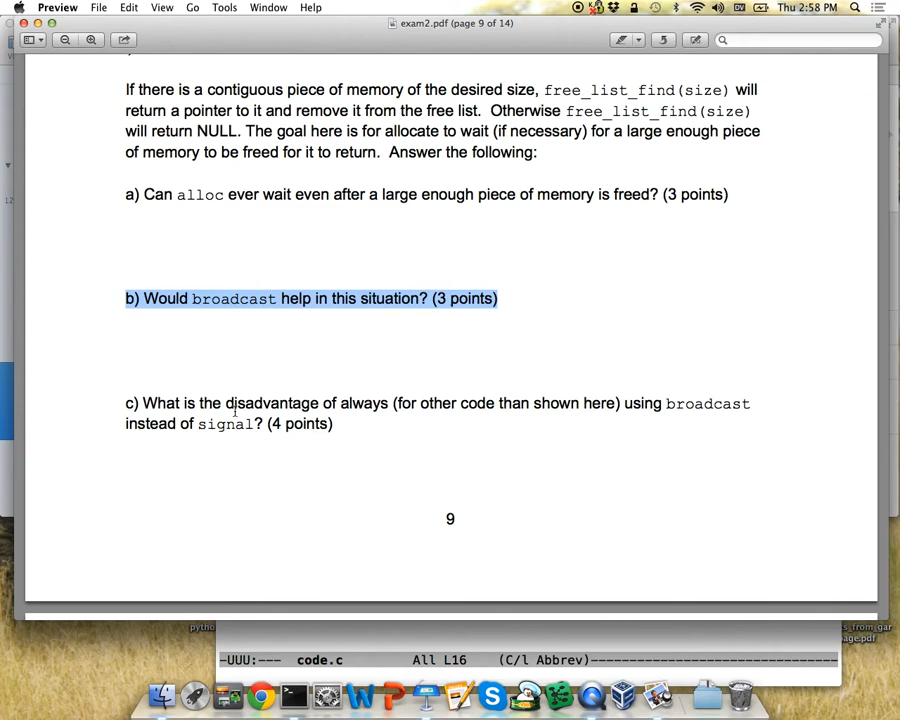 Preview File Edit View Go Tools Window Help
Thu 2:58 PM
exam2.pdf (page 9 of 14)
If there is a contiguous piece of memory of the desired size, free_list_find(size) will
return a pointer to it and remove it from the free list. Otherwise free_list_find(size)
will return NULL. The goal here is for allocate to wait (if necessary) for a large enough piece
of memory to be freed for it to return. Answer the following:
a) Can alloc ever wait even after a large enough piece of memory is freed? (3 points)
b) Would broadcast help in this situation? (3 points)
c) What is the disadvantage of always (for other code than shown here) using broadcast
instead of signal? (4 points)
9
-UUU:--- code.c All L16 (C/l Abbrev)